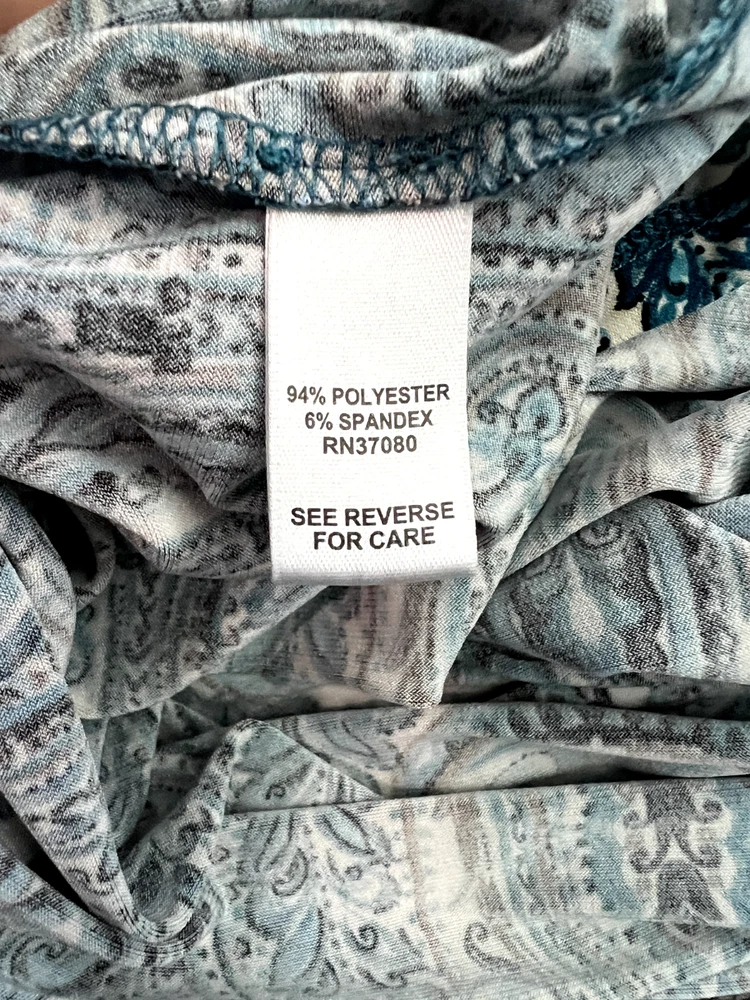 94% POLYESTER
6% SPANDEX
RN37080
SEE REVERSE
FOR CARE